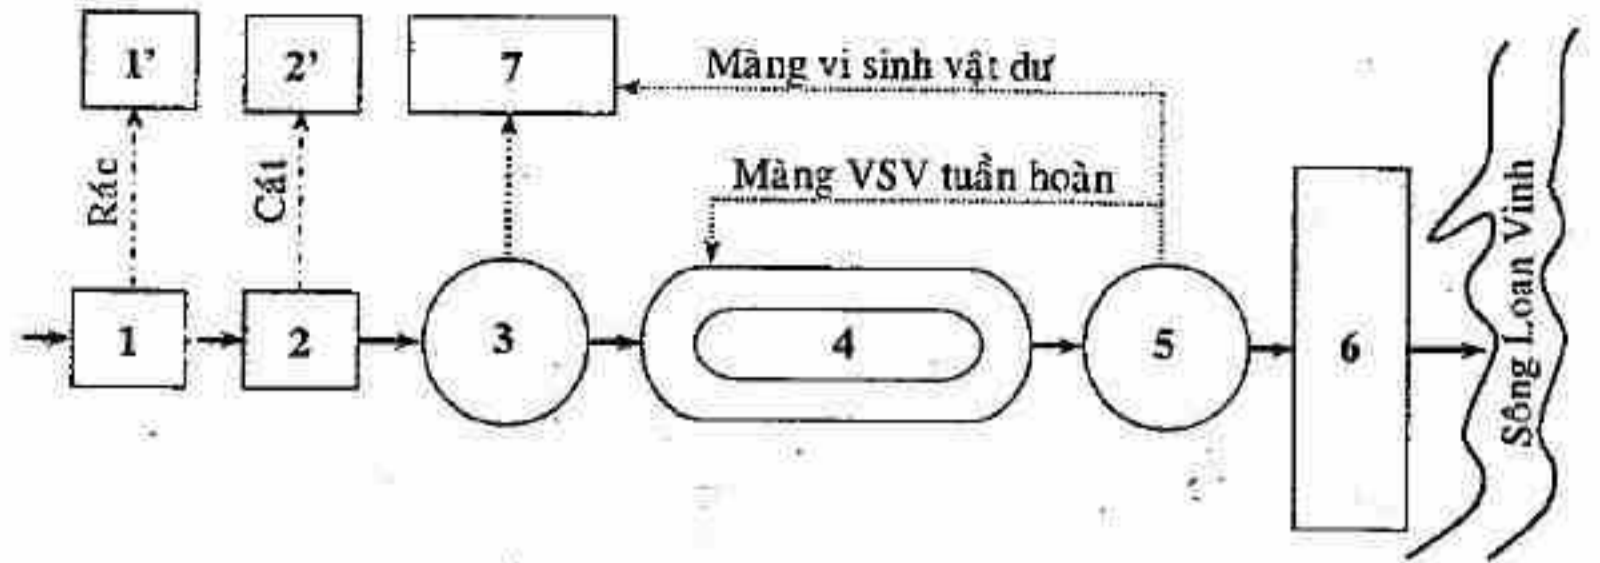 1’
2’
7
Màng vi sinh vật dư
Màng VSV tuần hoàn
Rác
Cát
1
2
3
4
5
6
Sông Loan Vinh